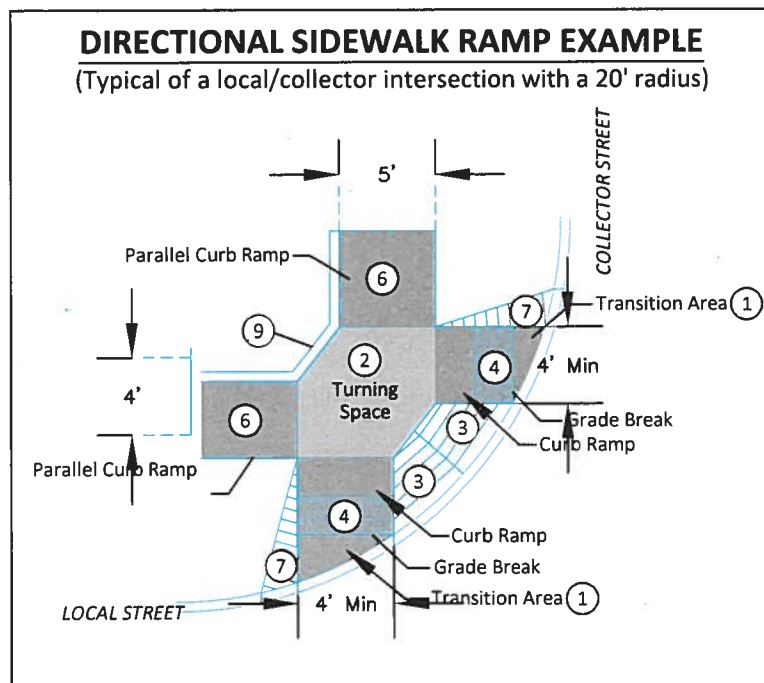 DIRECTIONAL SIDEWALK RAMP EXAMPLE
(Typical of a local/collector intersection with a 20' radius)
5'
COLLECTOR STREET
Parallel Curb Ramp
6
7
Transition Area 1
9
2
Turning
Space
4
4' Min
4'
6
3
Grade Break
Curb Ramp
Parallel Curb Ramp
3
4
Curb Ramp
7
Grade Break
Transition Area 1
LOCAL STREET
4' Min